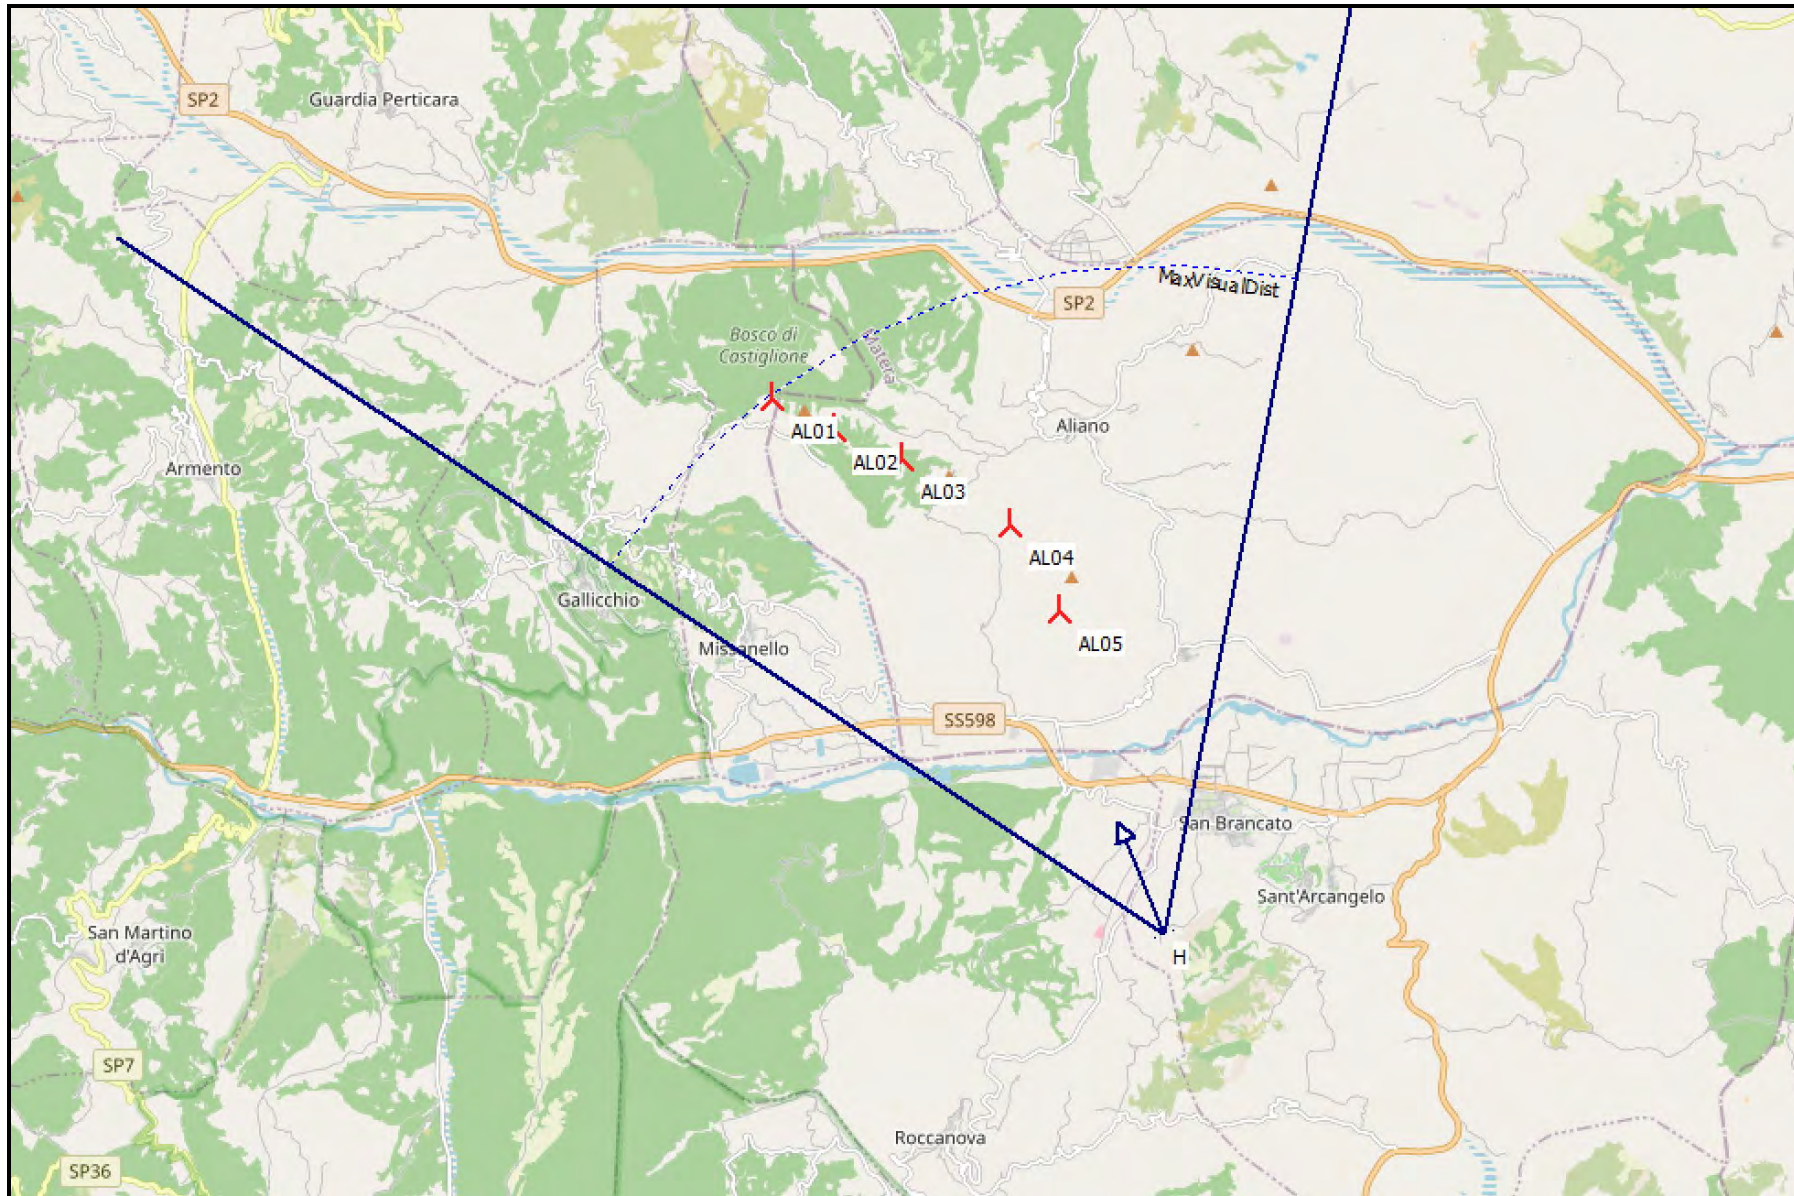 SP2
Guardia Perticara
MaxVisualDist
SP2
Bosco di
Castiglione
Matera
AL01
Aliano
AL02
Armento
AL03
AL04
Gallicchio
AL05
Missanello
SS598
San Brancato
Sant'Arcangelo
San Martino
d'Agri
H
SP7
Roccanova
SP36